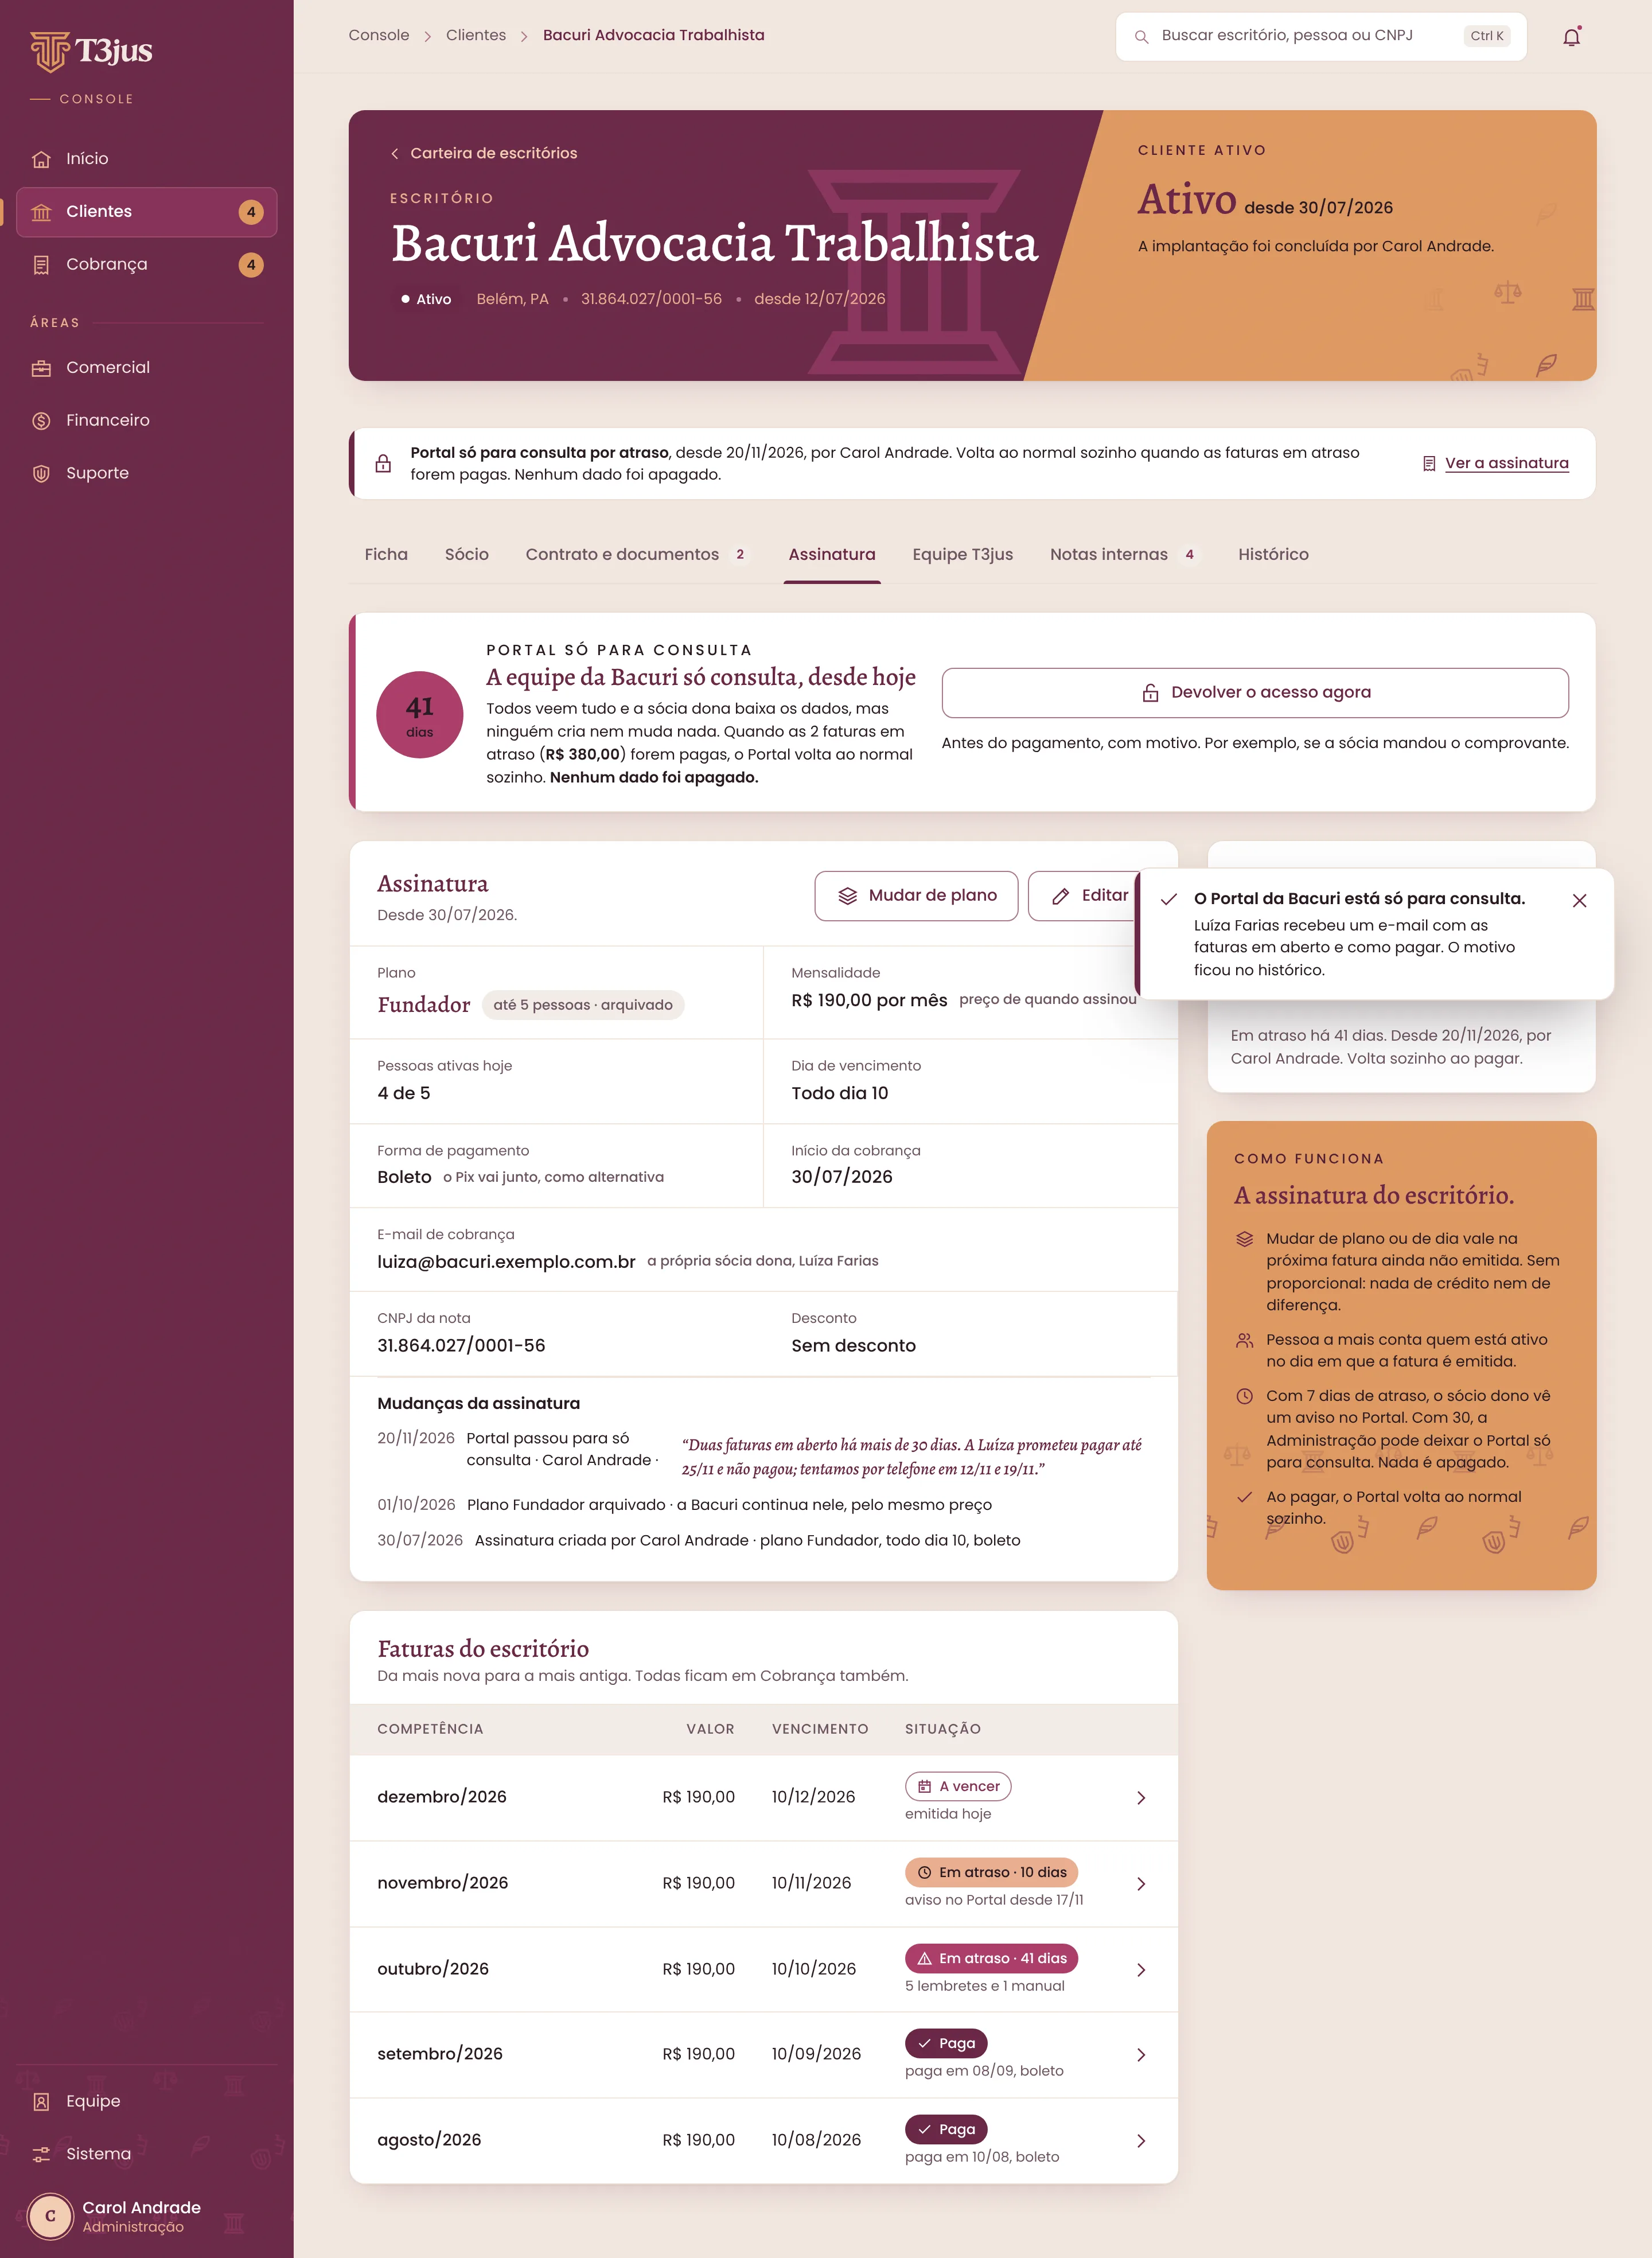 T3jus
CONSOLE
Início
Clientes 4
Cobrança 4
ÁREAS
Comercial
Financeiro
Suporte
Equipe
Sistema
C
Carol Andrade
Administração
Console > Clientes > Bacuri Advocacia Trabalhista
Buscar escritório, pessoa ou CNPJ Ctrl K
Carteira de escritórios
ESCRITÓRIO
Bacuri Advocacia Trabalhista
Ativo Belém, PA • 31.864.027/0001-56 • desde 12/07/2026
CLIENTE ATIVO
Ativo desde 30/07/2026
A implantação foi concluída por Carol Andrade.
Portal só para consulta por atraso, desde 20/11/2026, por Carol Andrade. Volta ao normal sozinho quando as faturas em atraso
forem pagas. Nenhum dado foi apagado.
Ver a assinatura
Ficha Sócio Contrato e documentos 2 Assinatura Equipe T3jus Notas internas 4 Histórico
41
dias
PORTAL SÓ PARA CONSULTA
A equipe da Bacuri só consulta, desde hoje
Todos veem tudo e a sócia dona baixa os dados, mas
ninguém cria nem muda nada. Quando as 2 faturas em
atraso (R$ 380,00) forem pagas, o Portal volta ao normal
sozinho. Nenhum dado foi apagado.
Devolver o acesso agora
Antes do pagamento, com motivo. Por exemplo, se a sócia mandou o comprovante.
Assinatura
Desde 30/07/2026.
Mudar de plano
Editar
Plano
Fundador até 5 pessoas · arquivado
Mensalidade
R$ 190,00 por mês preço de quando assinou
Pessoas ativas hoje
4 de 5
Dia de vencimento
Todo dia 10
Forma de pagamento
Boleto o Pix vai junto, como alternativa
Início da cobrança
30/07/2026
E-mail de cobrança
luiza@bacuri.exemplo.com.br a própria sócia dona, Luíza Farias
CNPJ da nota
31.864.027/0001-56
Desconto
Sem desconto
Mudanças da assinatura
20/11/2026 Portal passou para só
consulta · Carol Andrade ·
“Duas faturas em aberto há mais de 30 dias. A Luíza prometeu pagar até
25/11 e não pagou; tentamos por telefone em 12/11 e 19/11.”
01/10/2026 Plano Fundador arquivado · a Bacuri continua nele, pelo mesmo preço
30/07/2026 Assinatura criada por Carol Andrade · plano Fundador, todo dia 10, boleto
O Portal da Bacuri está só para consulta.
Luíza Farias recebeu um e-mail com as
faturas em aberto e como pagar. O motivo
ficou no histórico.
Em atraso há 41 dias. Desde 20/11/2026, por
Carol Andrade. Volta sozinho ao pagar.
COMO FUNCIONA
A assinatura do escritório.
Mudar de plano ou de dia vale na
próxima fatura ainda não emitida. Sem
proporcional: nada de crédito nem de
diferença.
Pessoa a mais conta quem está ativo
no dia em que a fatura é emitida.
Com 7 dias de atraso, o sócio dono vê
um aviso no Portal. Com 30, a
Administração pode deixar o Portal só
para consulta. Nada é apagado.
Ao pagar, o Portal volta ao normal
sozinho.
Faturas do escritório
Da mais nova para a mais antiga. Todas ficam em Cobrança também.
COMPETÊNCIA VALOR VENCIMENTO SITUAÇÃO
dezembro/2026 R$ 190,00 10/12/2026 A vencer
emitida hoje
novembro/2026 R$ 190,00 10/11/2026 Em atraso · 10 dias
aviso no Portal desde 17/11
outubro/2026 R$ 190,00 10/10/2026 Em atraso · 41 dias
5 lembretes e 1 manual
setembro/2026 R$ 190,00 10/09/2026 Paga
paga em 08/09, boleto
agosto/2026 R$ 190,00 10/08/2026 Paga
paga em 10/08, boleto